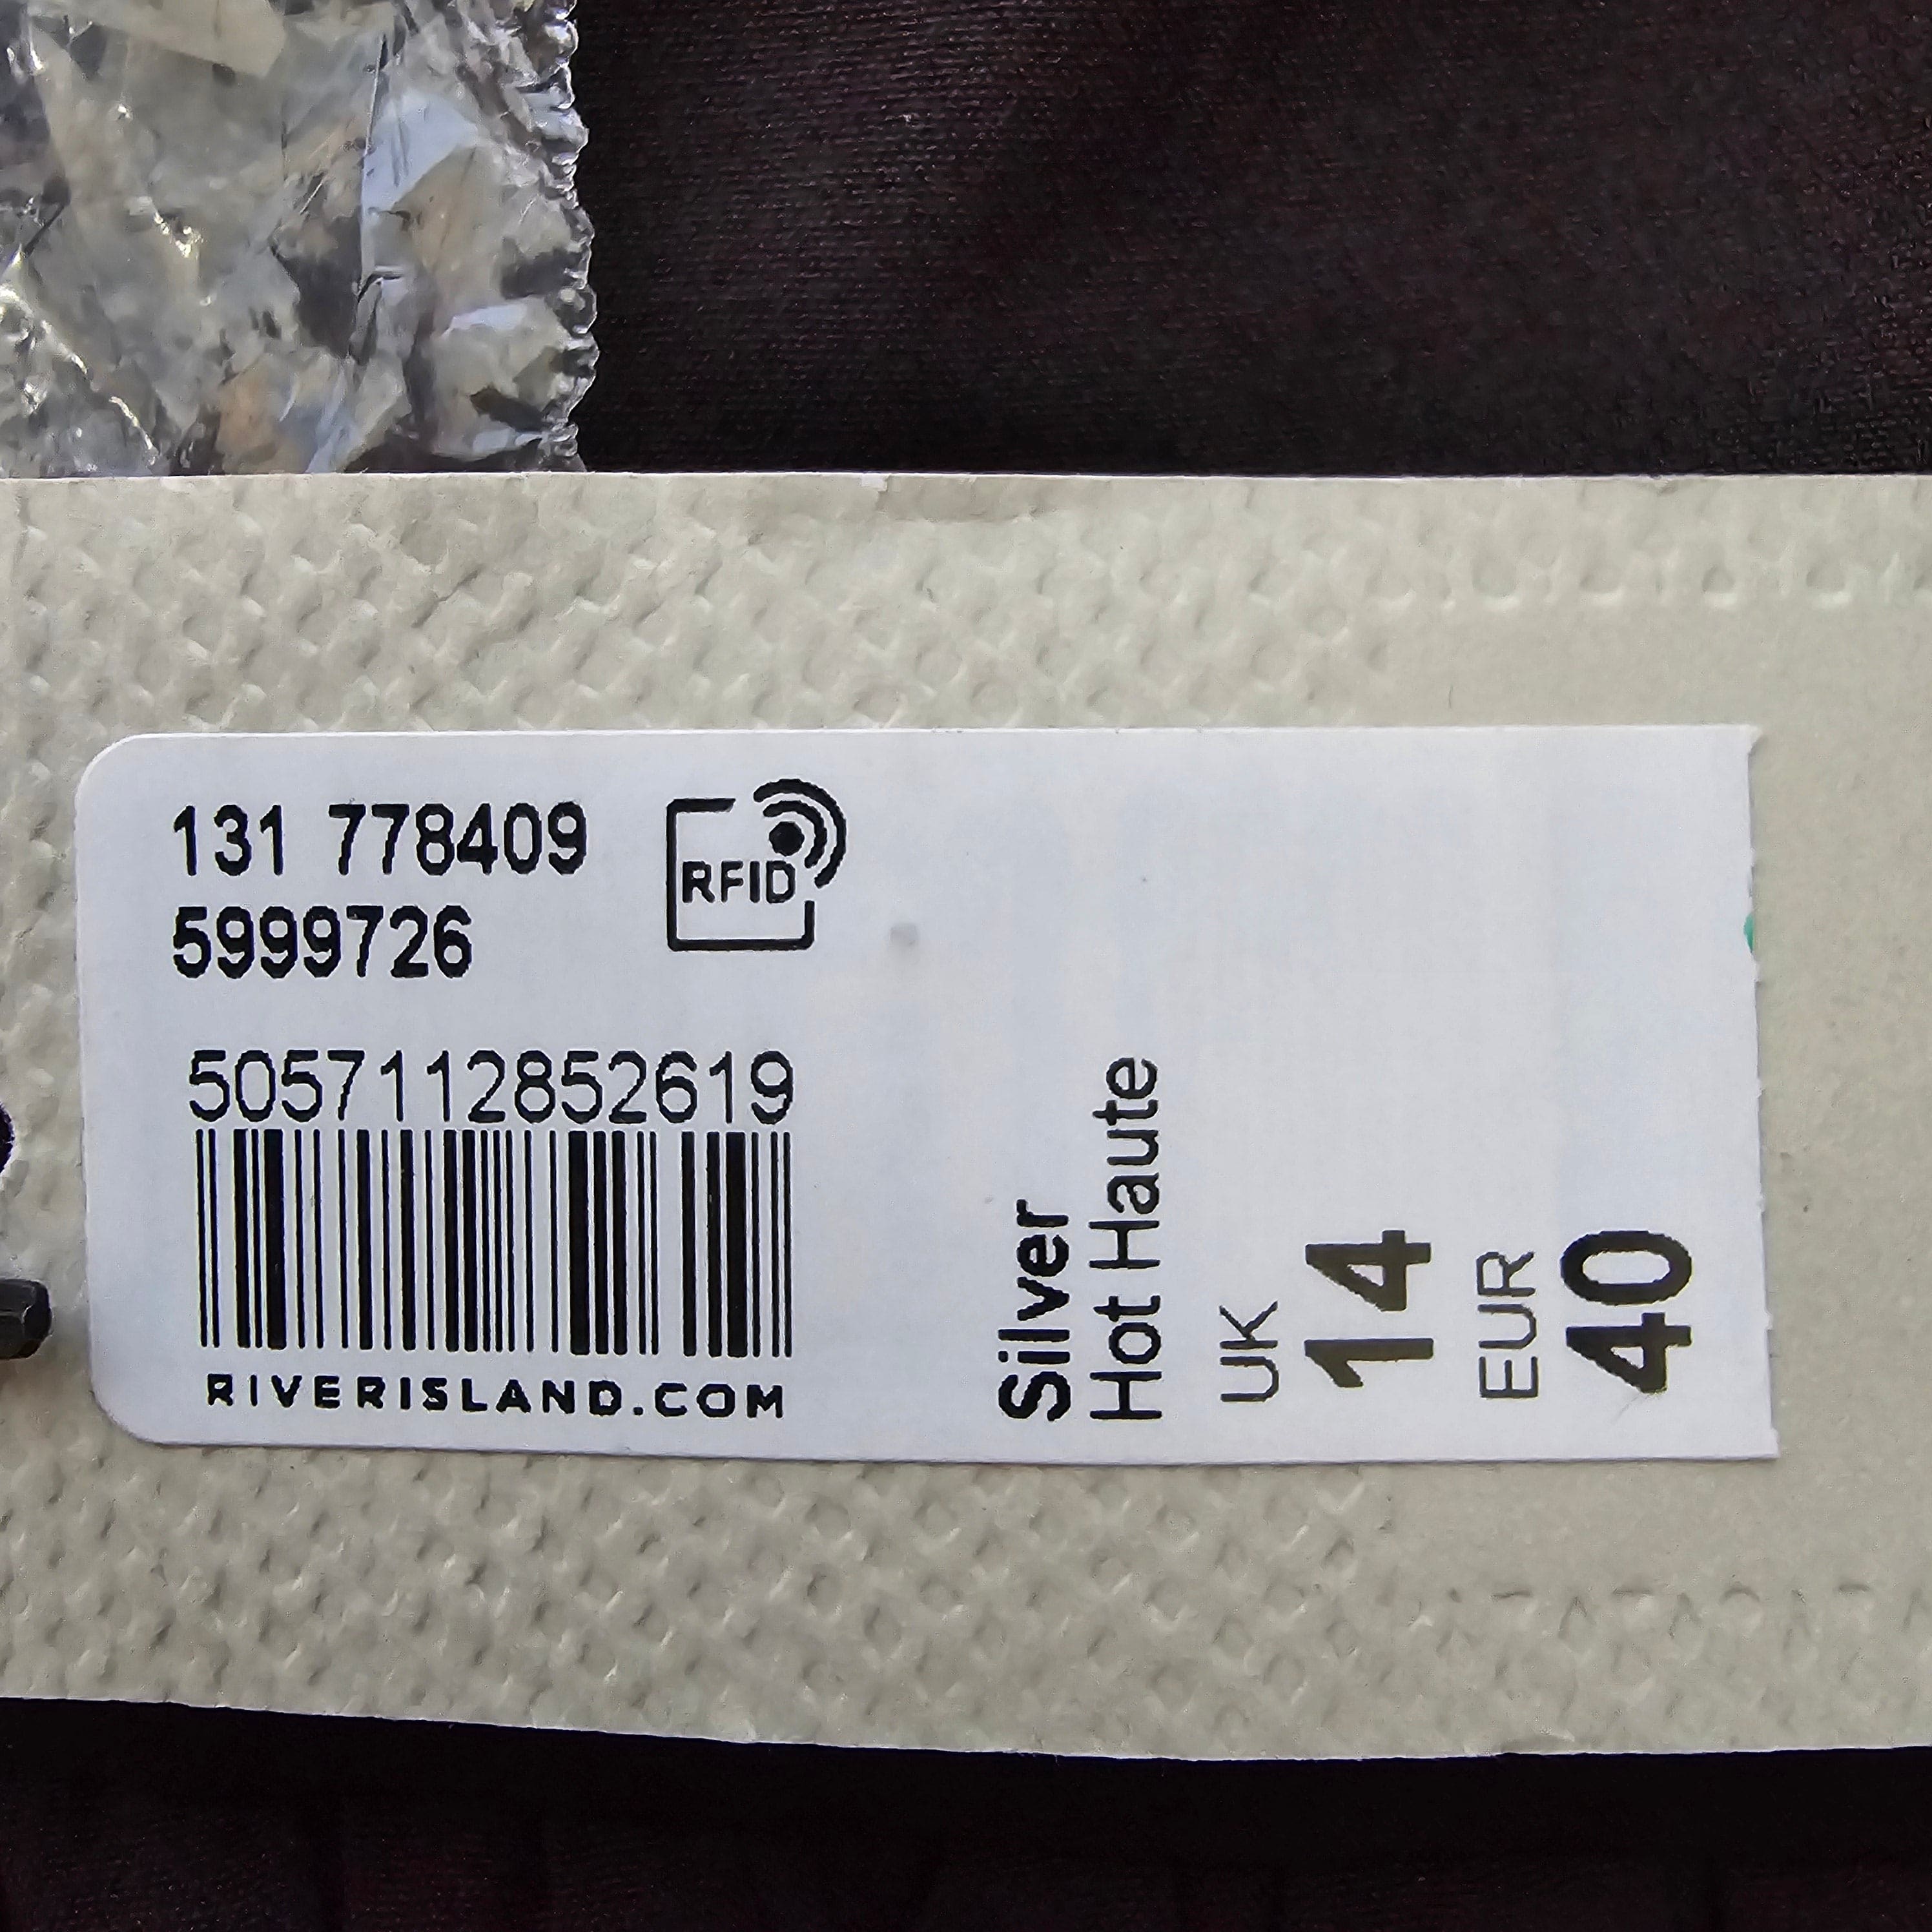 131 778409
5999726
RFID
5057112852619
RIVERISLAND.COM
Silver
Hot Haute
UK
14
EUR
40